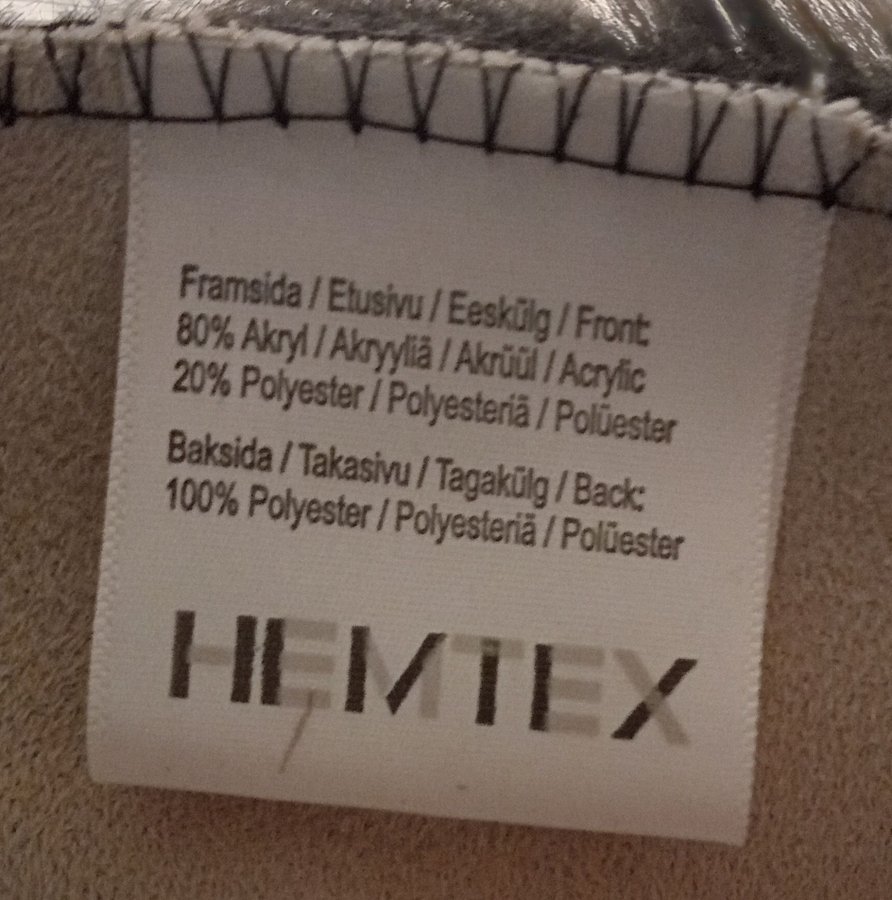 Framsida / Etusivu / Eeskülg / Front:
80% Akryl / Akryyliä / Akrüül / Acrylic
20% Polyester / Polyesteriä / Polüester
Baksida / Takasivu / Tagakülg / Back:
100% Polyester / Polyesteriä / Polüester
HEMTEX